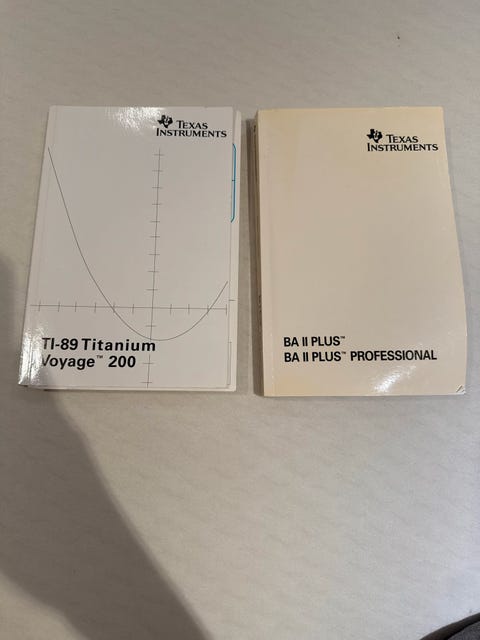 TEXAS
INSTRUMENTS
TI-89 Titanium
Voyage™ 200
TEXAS
INSTRUMENTS
BA II PLUS™
BA II PLUS™ PROFESSIONAL